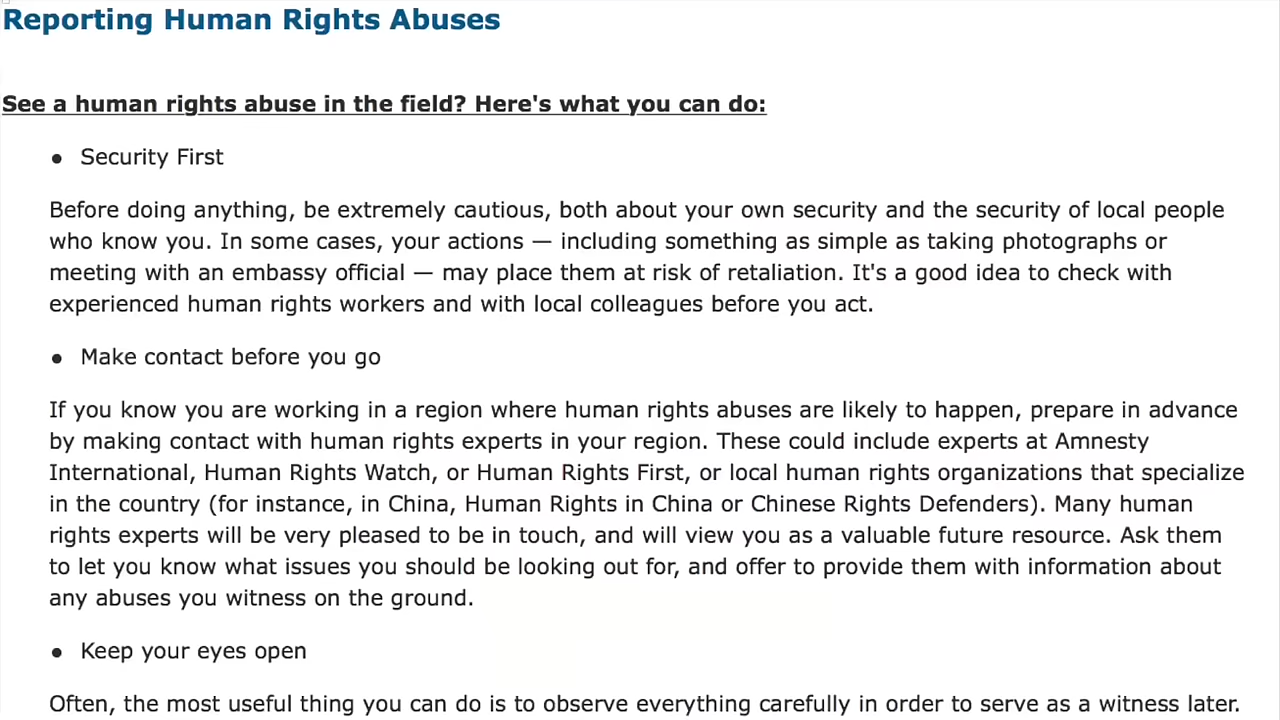 Reporting Human Rights Abuses
See a human rights abuse in the field? Here's what you can do:
● Security First
Before doing anything, be extremely cautious, both about your own security and the security of local people
who know you. In some cases, your actions — including something as simple as taking photographs or
meeting with an embassy official — may place them at risk of retaliation. It's a good idea to check with
experienced human rights workers and with local colleagues before you act.
● Make contact before you go
If you know you are working in a region where human rights abuses are likely to happen, prepare in advance
by making contact with human rights experts in your region. These could include experts at Amnesty
International, Human Rights Watch, or Human Rights First, or local human rights organizations that specialize
in the country (for instance, in China, Human Rights in China or Chinese Rights Defenders). Many human
rights experts will be very pleased to be in touch, and will view you as a valuable future resource. Ask them
to let you know what issues you should be looking out for, and offer to provide them with information about
any abuses you witness on the ground.
● Keep your eyes open
Often, the most useful thing you can do is to observe everything carefully in order to serve as a witness later.